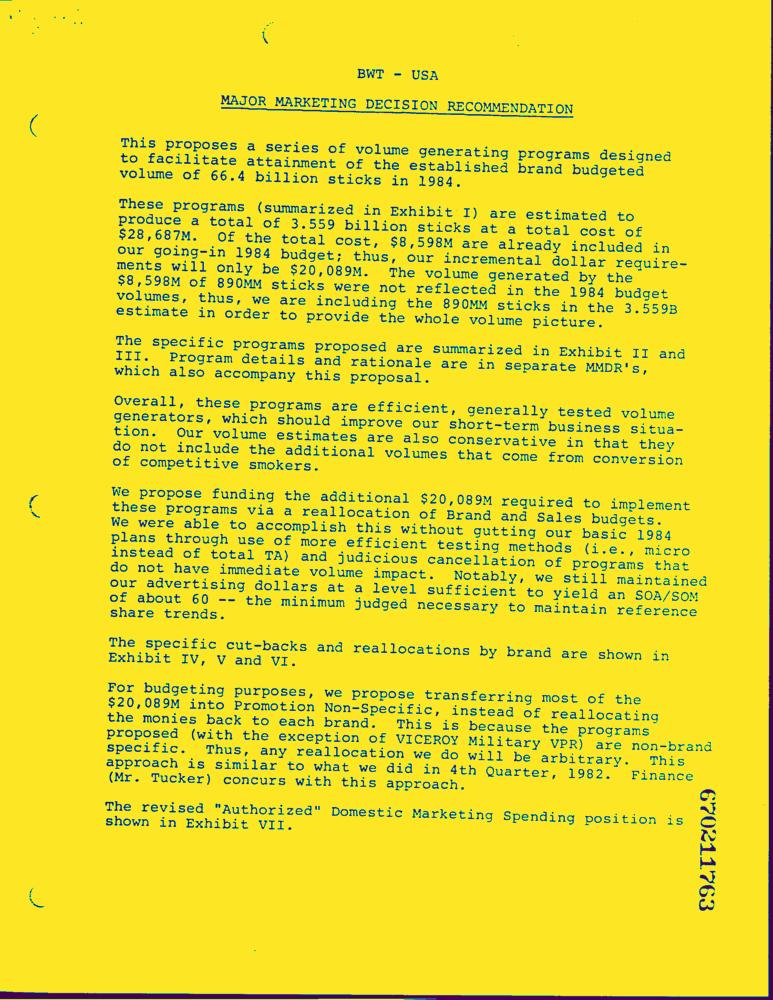 BWT - USA
MAJOR MARKETING DECISION RECOMMENDATION
This proposes a series of volume generating programs designed
to facilitate attainment of the established brand budgeted
volume of 66.4 billion sticks in 1984.
These programs (summarized in Exhibit I) are estimated to
produce a total of 3.559 billion sticks at a total cost of
$28,687M. Of the total cost, $8,598M are already included in
our going-in 1984 budget; thus, our incremental dollar require-
ments will only be $20,089M. The volume generated by the
$8,598M of 890MM sticks were not reflected in the 1984 budget
volumes, thus, we are including the 890MM sticks in the 3.559B
estimate in order to provide the whole volume picture.
The specific programs proposed are summarized in Exhibit II and
III. Program details and rationale are in separate MMDR's,
which also accompany this proposal.
Overall, these programs are efficient, generally tested volume
generators, which should improve our short-term business situa-
tion. Our volume estimates are also conservative in that they
do not include the additional volumes that come from conversion
of competitive smokers.
We propose funding the additional $20,089M required to implement
these programs via a reallocation of Brand and Sales budgets.
We were able to accomplish this without gutting our basic 1984
plans through use of more efficient testing methods (i.e., micro
instead of total TA) and judicious cancellation of programs that
do not have immediate volume impact. Notably, we still maintained
our advertising dollars at a level sufficient to yield an SOA/SOM
of about 60 -- the minimum judged necessary to maintain reference
share trends.
The specific cut-backs and reallocations by brand are shown in
Exhibit IV, V and VI.
For budgeting purposes, we propose transferring most of the
$20,089M into Promotion Non-Specific, instead of reallocating
the monies back to each brand. This is because the programs
proposed (with the exception of VICEROY Military VPR) are non-brand
specific. Thus, any reallocation we do will be arbitrary. This
approach is similar to what we did in 4th Quarter, 1982. Finance
(Mr. Tucker) concurs with this approach.
The revised "Authorized" Domestic Marketing Spending position is
shown in Exhibit VII.
670211763